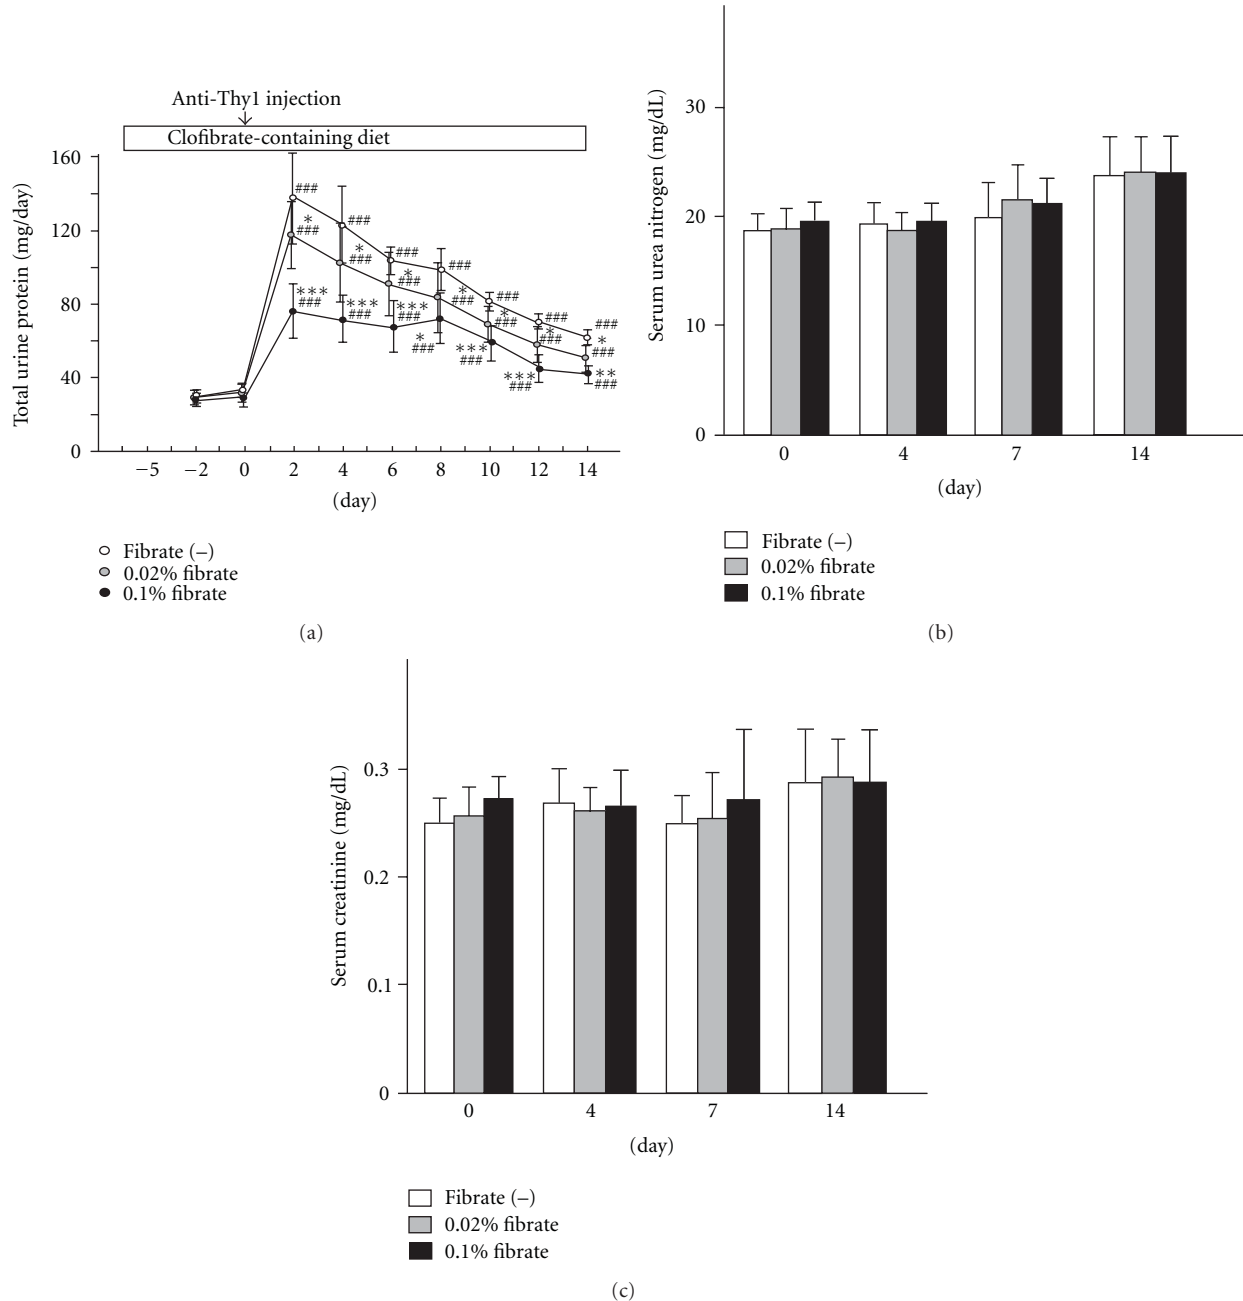 Anti-Thy1 injection
Clofibrate-containing diet
Total urine protein (mg/day)
160
120
80
40
0
###
###
###
###
###
###
###
*
###
*
###
*
###
*
###
*
###
*
###
*
###
***
###
***
###
***
###
*
###
***
###
***
###
**
###
−5 −2 0 2 4 6 8 10 12 14
(day)
Fibrate (–)
0.02% fibrate
0.1% fibrate
(a)
Serum urea nitrogen (mg/dL)
30
20
10
0
0 4 7 14
(day)
Fibrate (–)
0.02% fibrate
0.1% fibrate
(b)
Serum creatinine (mg/dL)
0.3
0.2
0.1
0
0 4 7 14
(day)
Fibrate (–)
0.02% fibrate
0.1% fibrate
(c)